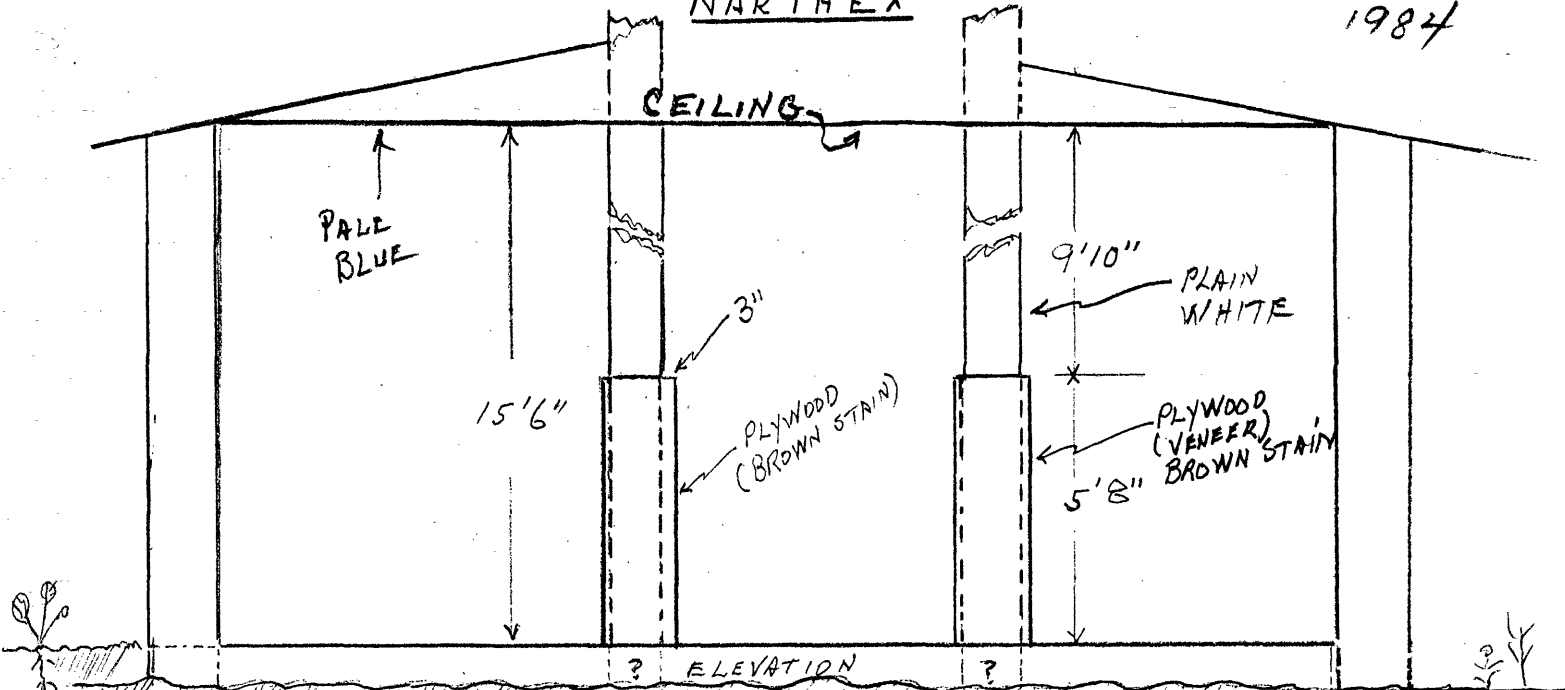 NARTHEX
1984
CEILING
PALE
BLUE
9'10"
PLAIN
WHITE
3"
15'6"
PLYWOOD
(BROWN STAIN)
PLYWOOD
(VENEER)
BROWN STAIN
5'8"
? ELEVATION ?